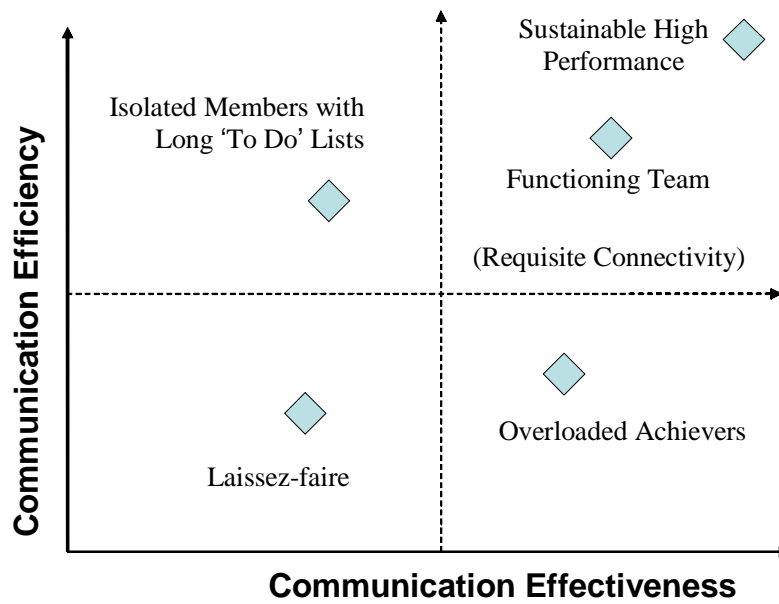 Sustainable High
Performance
Isolated Members with
Long ‘To Do’ Lists
Functioning Team
(Requisite Connectivity)
Communication Efficiency
Overloaded Achievers
Laissez-faire
Communication Effectiveness